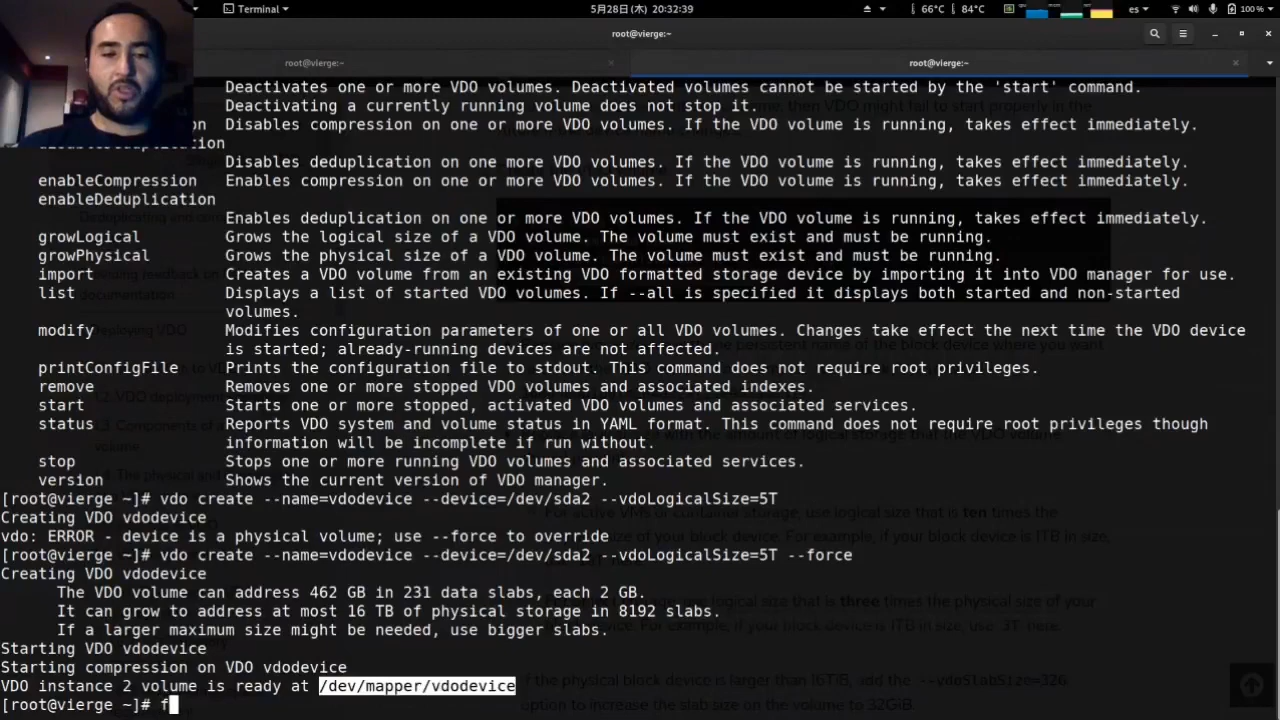 Terminal
5月28日(木) 20:32:39
66°C
84°C
es
100 %
root@vierge:~
root@vierge:~
root@vierge:~
Deactivates one or more VDO volumes. Deactivated volumes cannot be started by the 'start' command.
Deactivating a currently running volume does not stop it.
Disables compression on one or more VDO volumes. If the VDO volume is running, takes effect immediately.
Disables deduplication on one more VDO volumes. If the VDO volume is running, takes effect immediately.
enableCompression Enables compression on one or more VDO volumes. If the VDO volume is running, takes effect immediately.
enableDeduplication
Enables deduplication on one or more VDO volumes. If the VDO volume is running, takes effect immediately.
growLogical Grows the logical size of a VDO volume. The volume must exist and must be running.
growPhysical Grows the physical size of a VDO volume. The volume must exist and must be running.
import Creates a VDO volume from an existing VDO formatted storage device by importing it into VDO manager for use.
list Displays a list of started VDO volumes. If --all is specified it displays both started and non-started
volumes.
modify Modifies configuration parameters of one or all VDO volumes. Changes take effect the next time the VDO device
is started; already-running devices are not affected.
printConfigFile Prints the configuration file to stdout. This command does not require root privileges.
remove Removes one or more stopped VDO volumes and associated indexes.
start Starts one or more stopped, activated VDO volumes and associated services.
status Reports VDO system and volume status in YAML format. This command does not require root privileges though
information will be incomplete if run without.
stop Stops one or more running VDO volumes and associated services.
version Shows the current version of VDO manager.
[root@vierge ~]# vdo create --name=vdodevice --device=/dev/sda2 --vdoLogicalSize=5T
Creating VDO vdodevice
vdo: ERROR - device is a physical volume; use --force to override
[root@vierge ~]# vdo create --name=vdodevice --device=/dev/sda2 --vdoLogicalSize=5T --force
Creating VDO vdodevice
The VDO volume can address 462 GB in 231 data slabs, each 2 GB.
It can grow to address at most 16 TB of physical storage in 8192 slabs.
If a larger maximum size might be needed, use bigger slabs.
Starting VDO vdodevice
Starting compression on VDO vdodevice
VDO instance 2 volume is ready at /dev/mapper/vdodevice
[root@vierge ~]# f